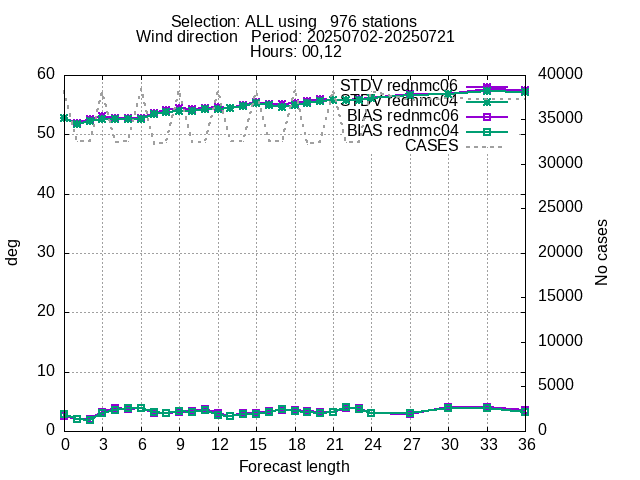 Selection: ALL using 976 stations
Wind direction Period: 20250702-20250721
Hours: 00,12
60
50
40
30
20
10
0
deg
STDV rednmc06
STDV rednmc04
BIAS rednmc06
BIAS rednmc04
CASES
40000
35000
30000
25000
20000
15000
10000
5000
0
No cases
0 3 6 9 12 15 18 21 24 27 30 33 36
Forecast length